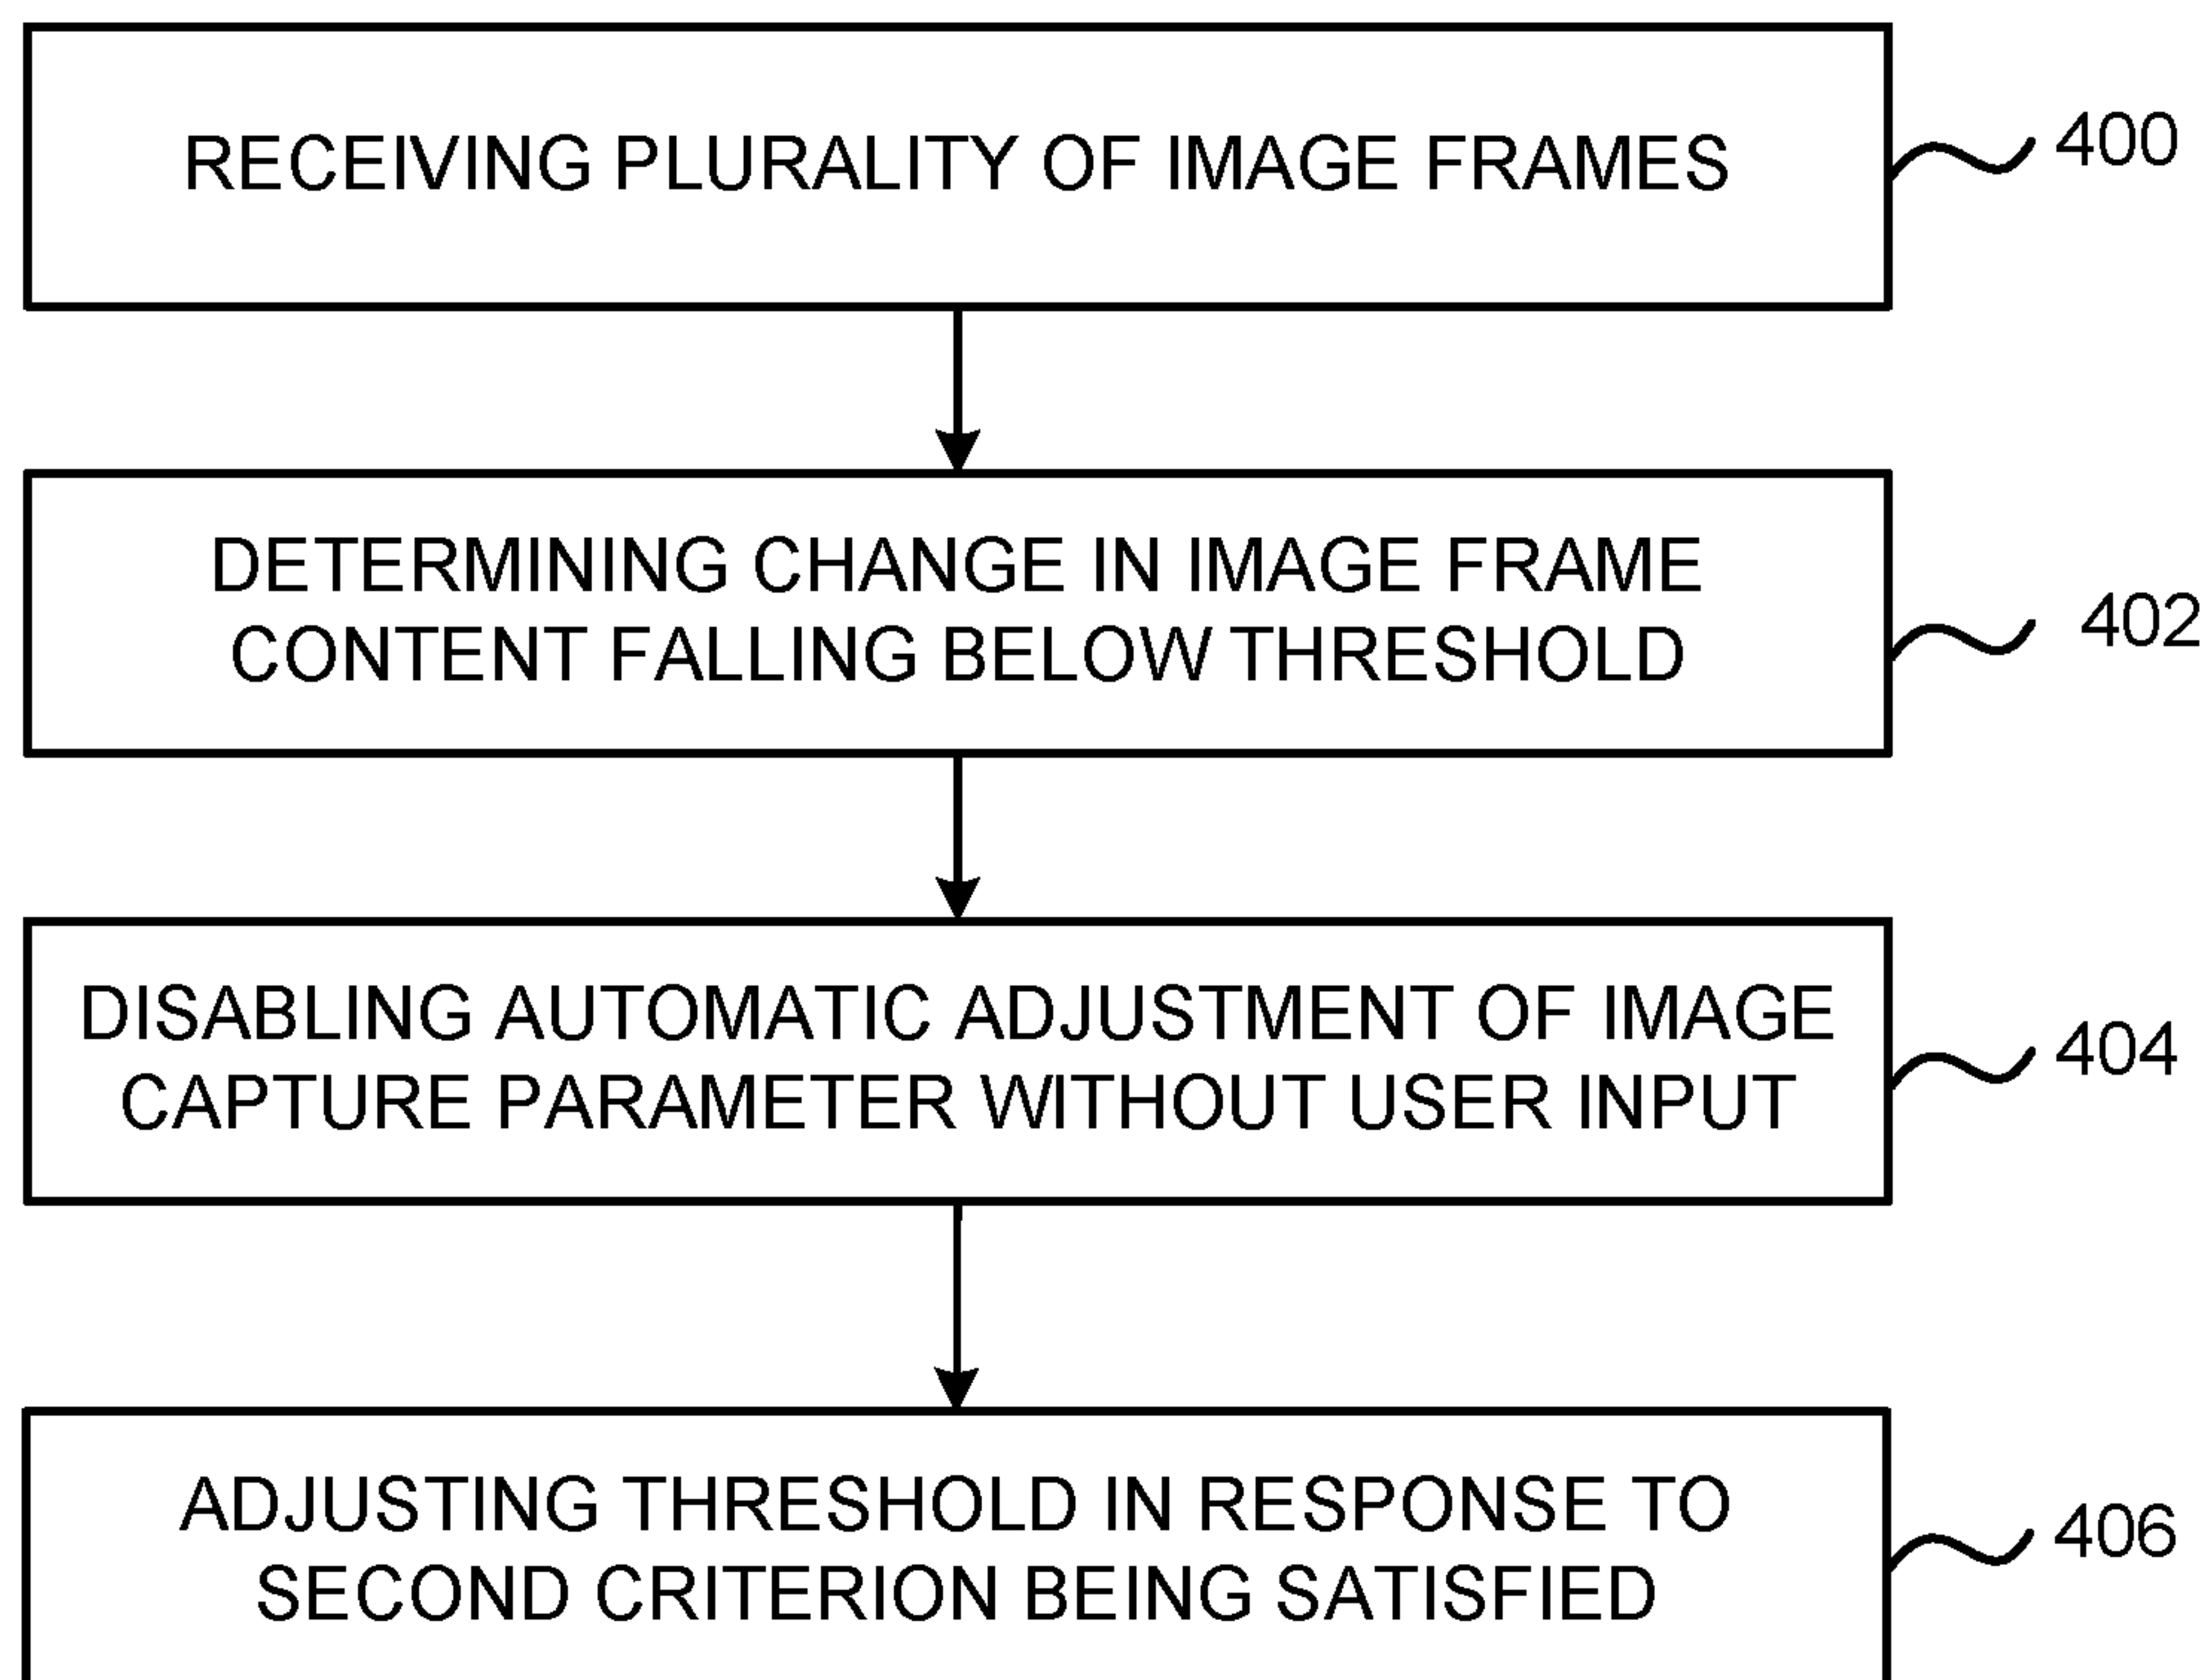 RECEIVING PLURALITY OF IMAGE FRAMES
400
DETERMINING CHANGE IN IMAGE FRAME
CONTENT FALLING BELOW THRESHOLD
402
DISABLING AUTOMATIC ADJUSTMENT OF IMAGE
CAPTURE PARAMETER WITHOUT USER INPUT
404
ADJUSTING THRESHOLD IN RESPONSE TO
SECOND CRITERION BEING SATISFIED
406